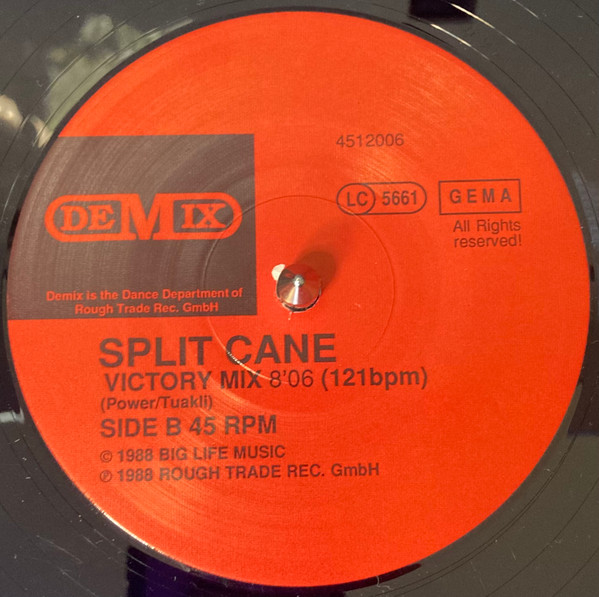 4512006
LC 5661 GEMA
All Rights
reserved!
DEMIX
Demix is the Dance Department of
Rough Trade Rec. GmbH
SPLIT CANE
VICTORY MIX 8'06 (121bpm)
(Power/Tuakli)
SIDE B 45 RPM
© 1988 BIG LIFE MUSIC
℗ 1988 ROUGH TRADE REC. GmbH